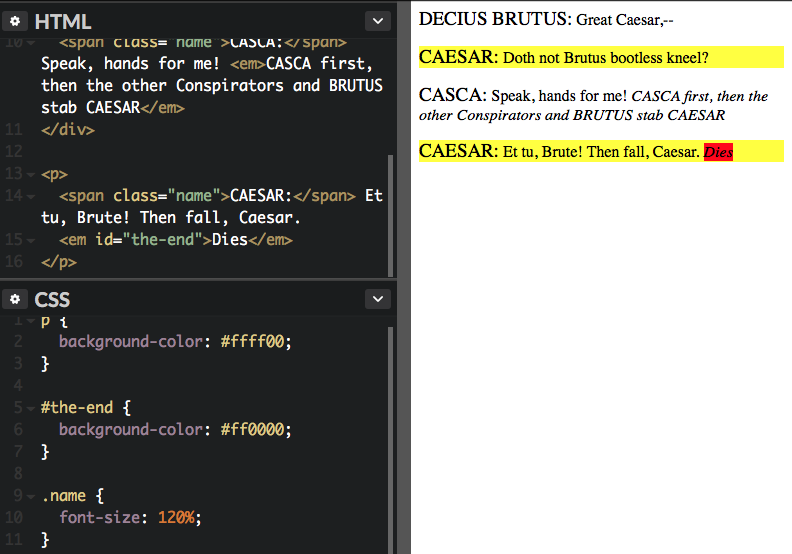 HTML
10 <span class="name">CASCA:</span>
Speak, hands for me! <em>CASCA first,
then the other Conspirators and BRUTUS
stab CAESAR</em>
11 </div>
12
13 <p>
14 <span class="name">CAESAR:</span> Et
tu, Brute! Then fall, Caesar.
15 <em id="the-end">Dies</em>
16 </p>
CSS
1 p {
2 background-color: #ffff00;
3 }
4
5 #the-end {
6 background-color: #ff0000;
7 }
8
9 .name {
10 font-size: 120%;
11 }
DECIUS BRUTUS: Great Caesar,--
CAESAR: Doth not Brutus bootless kneel?
CASCA: Speak, hands for me! CASCA first, then the
other Conspirators and BRUTUS stab CAESAR
CAESAR: Et tu, Brute! Then fall, Caesar. Dies